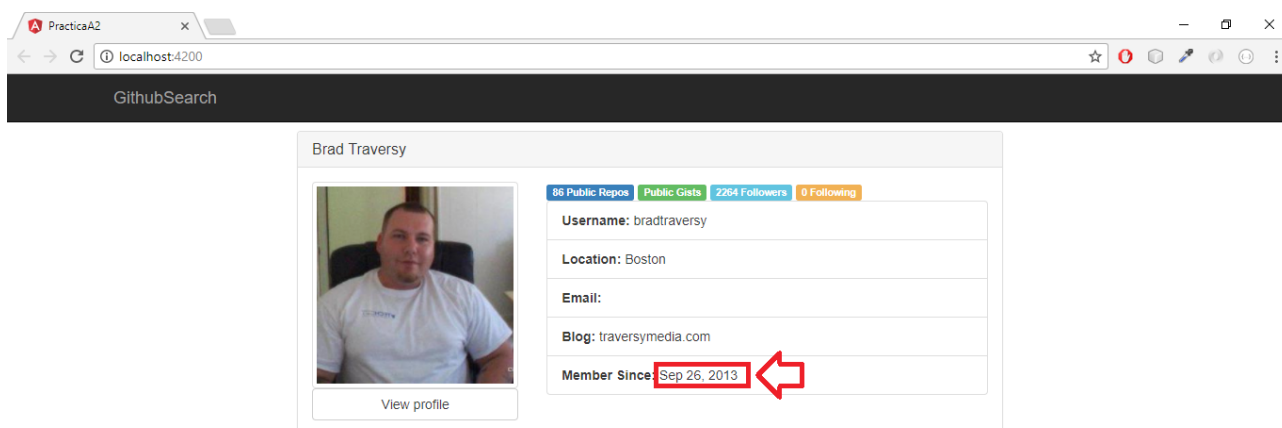 PracticaA2
localhost:4200
GithubSearch
Brad Traversy
86 Public Repos Public Gists 2264 Followers 0 Following
Username: bradtraversy
Location: Boston
Email:
Blog: traversymedia.com
Member Since: Sep 26, 2013
View profile